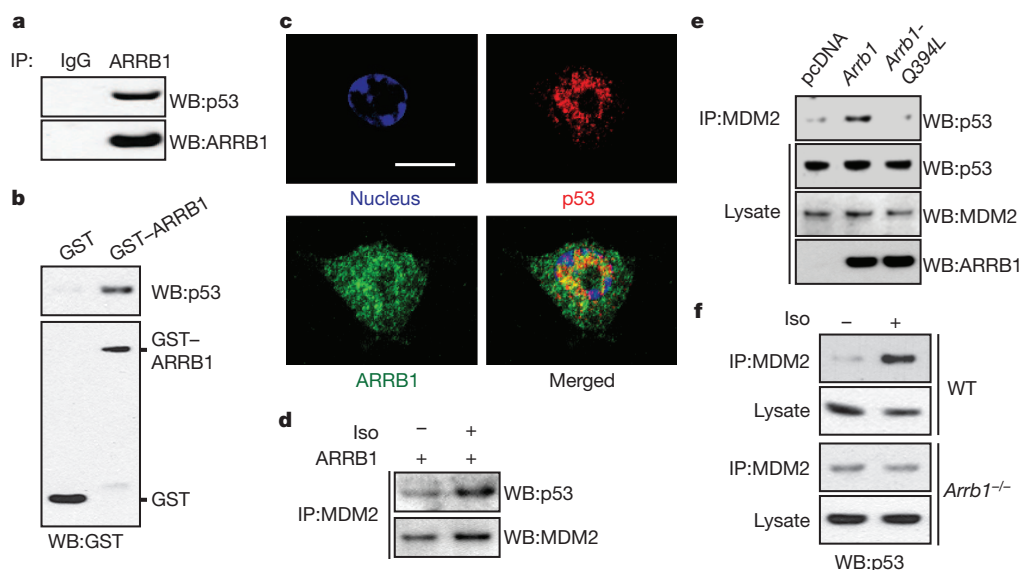 a
IP: IgG ARRB1
WB:p53
WB:ARRB1
b
GST GST–ARRB1
WB:p53
GST–
ARRB1
GST
WB:GST
c
Nucleus p53
ARRB1 Merged
d
Iso – +
ARRB1 + +
IP:MDM2
WB:p53
WB:MDM2
e
pcDNA Arrb1 Arrb1-
Q394L
IP:MDM2 WB:p53
WB:p53
Lysate WB:MDM2
WB:ARRB1
f
Iso – +
IP:MDM2
WT
Lysate
IP:MDM2
Arrb1–/–
Lysate
WB:p53